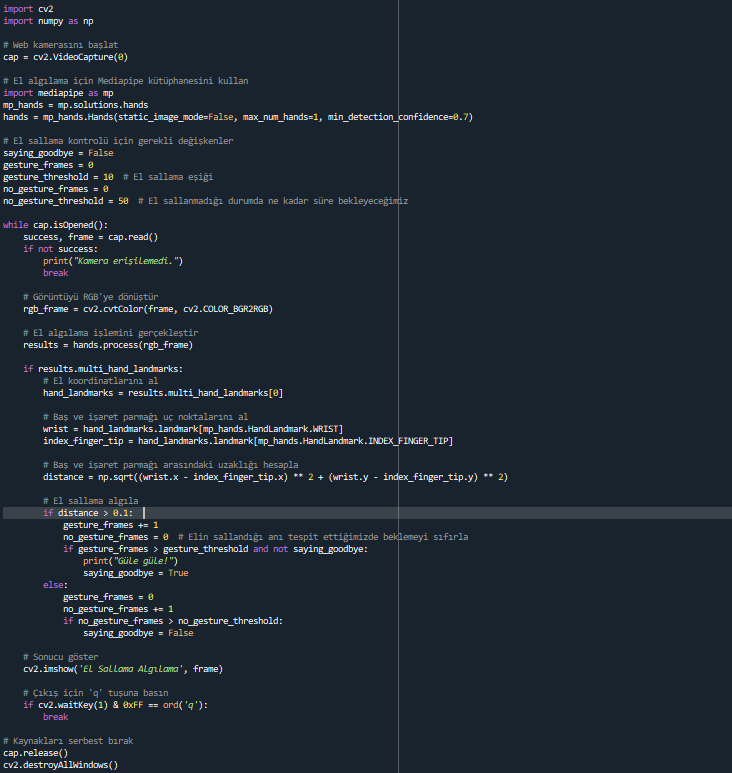 import cv2
import numpy as np
# Web kamerasını başlat
cap = cv2.VideoCapture(0)
# El algılama için Mediapipe kütüphanesini kullan
import mediapipe as mp
mp_hands = mp.solutions.hands
hands = mp_hands.Hands(static_image_mode=False, max_num_hands=1, min_detection_confidence=0.7)
# El sallama kontrolü için gerekli değişkenler
saying_goodbye = False
gesture_frames = 0
gesture_threshold = 10  # El sallama eşiği
no_gesture_frames = 0
no_gesture_threshold = 50  # El sallanmadığı durumda ne kadar süre bekleyeceğimiz
while cap.isOpened():
    success, frame = cap.read()
    if not success:
        print("Kamera erişilemedi.")
        break
    # Görüntüyü RGB'ye dönüştür
    rgb_frame = cv2.cvtColor(frame, cv2.COLOR_BGR2RGB)
    # El algılama işlemini gerçekleştir
    results = hands.process(rgb_frame)
    if results.multi_hand_landmarks:
        # El koordinatlarını al
        hand_landmarks = results.multi_hand_landmarks[0]
        # Baş ve işaret parmağı uç noktalarını al
        wrist = hand_landmarks.landmark[mp_hands.HandLandmark.WRIST]
        index_finger_tip = hand_landmarks.landmark[mp_hands.HandLandmark.INDEX_FINGER_TIP]
        # Baş ve işaret parmağı arasındaki uzaklığı hesapla
        distance = np.sqrt((wrist.x - index_finger_tip.x) ** 2 + (wrist.y - index_finger_tip.y) ** 2)
        # El sallama algıla
        if distance > 0.1:
            gesture_frames += 1
            no_gesture_frames = 0  # Elin sallandığı anı tespit ettiğimizde beklemeyi sıfırla
            if gesture_frames > gesture_threshold and not saying_goodbye:
                print("Güle güle!")
                saying_goodbye = True
        else:
            gesture_frames = 0
            no_gesture_frames += 1
            if no_gesture_frames > no_gesture_threshold:
                saying_goodbye = False
    # Sonucu göster
    cv2.imshow('El Sallama Algılama', frame)
    # Çıkış için 'q' tuşuna basın
    if cv2.waitKey(1) & 0xFF == ord('q'):
        break
# Kaynakları serbest bırak
cap.release()
cv2.destroyAllWindows()